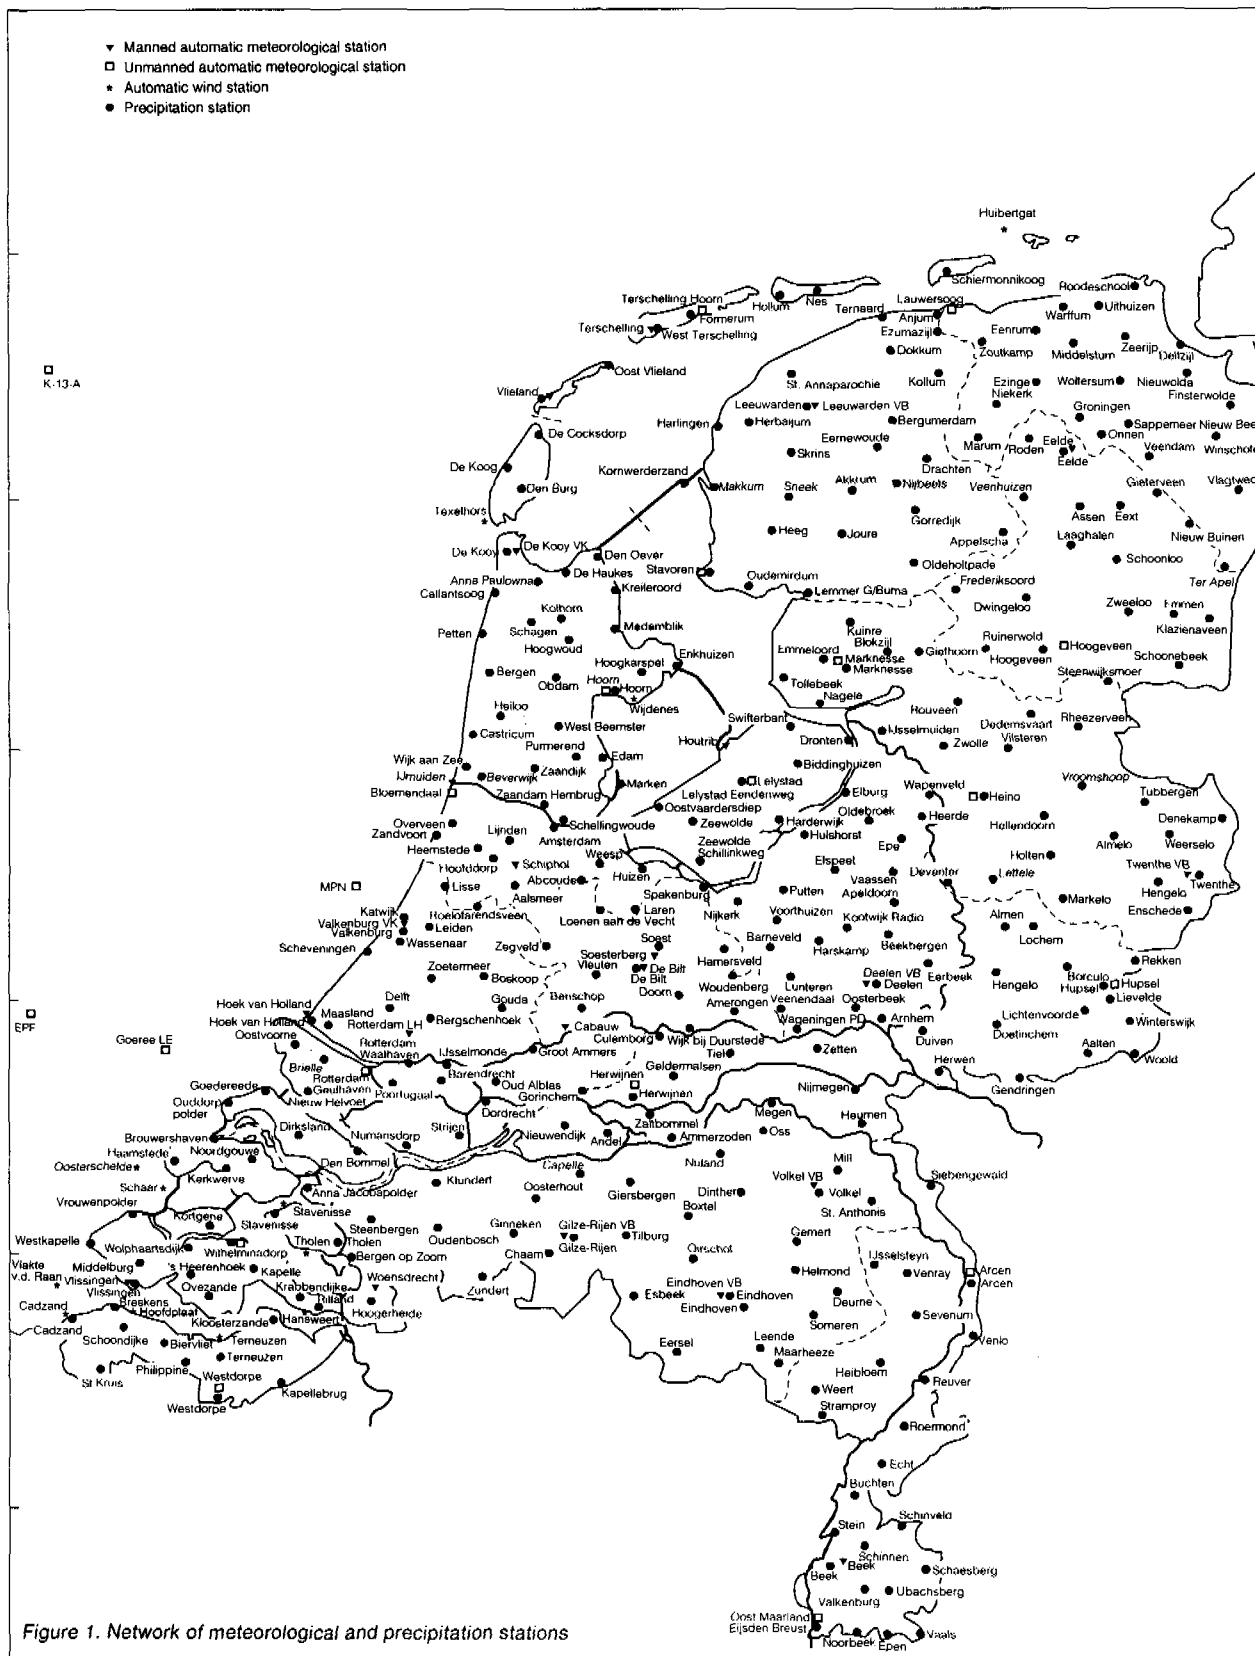 Manned automatic meteorological station
Unmanned automatic meteorological station
Automatic wind station
Precipitation station
Huibertgat
Schiermonnikoog
Roodeschool
Terschelling Hoorn
Hollum
Nes
Ternaard
Lauwersoog
Anjum
Warffum
Uithuizen
Formerum
Terschelling
West Terschelling
Ezumazijl
Eenrum
Dokkum
Zoutkamp
Middelstum
Zeerijp
Delfzijl
K-13-A
Oost Vlieland
St. Annaparochie
Kollum
Ezinge
Woltersum
Nieuwolda
Vlieland
Niekerk
Finsterwolde
Leeuwarden
Leeuwarden VB
Groningen
Harlingen
Herbaijum
Bergumerdam
Sappemeer
Nieuw Bee
De Cocksdorp
Eernewoude
Marum
Roden
Eelde
Onnen
Veendam
Winschote
Skrins
Drachten
Eelde
De Koog
Kornwerderzand
Den Burg
Makkum
Sneek
Akkrum
Nijbeets
Veenhuizen
Gieterveen
Vlagtwed
Texelhors
Gorredijk
Assen
Eext
Heeg
Joure
Appelscha
Laaghalen
Nieuw Buinen
De Kooy
De Kooy VK
Den Oever
Schoonloo
De Haukes
Stavoren
Oldeholtpade
Ter Apel
Anna Paulowna
Oudemirdum
Frederiksoord
Callantsoog
Kreileroord
Lemmer G/Buma
Dwingeloo
Zweeloo
Emmen
Kolhorn
Klazienaveen
Petten
Schagen
Medemblik
Kuinre
Blokzijl
Ruinerwold
Hoogwoud
Emmeloord
Giethoorn
Hoogeveen
Hoogeveen
Hoogkarspel
Enkhuizen
Marknesse
Marknesse
Schoonebeek
Bergen
Obdam
Hoorn
Hoorn
Tollebeek
Steenwijksmoer
Wijdenes
Nagele
Rouveen
Heiloo
West Beemster
Swifterbant
Dedemsvaart
Rheezerveen
Castricum
Houtrib
Dronten
IJsselmuiden
Zwolle
Vilsteren
Purmerend
Wijk aan Zee
Edam
Biddinghuizen
IJmuiden
Beverwijk
Zaandijk
Marken
Lelystad
Wapenveld
Vroomshoop
Bloemendaal
Zaandam Hembrug
Lelystad Eendenweg
Elburg
Heino
Tubbergen
Oostvaardersdiep
Oldebroek
Heerde
Hellendoorn
Denekamp
Overveen
Lijnden
Schellingwoude
Zeewolde
Harderwijk
Zandvoort
Amsterdam
Hulshorst
Epe
Almelo
Weerselo
Heemstede
Zeewolde
Schillinkweg
Holten
Hoofddorp
Schiphol
Weesp
Elspeet
Vaassen
Twenthe VB
MPN
Lisse
Abcoude
Huizen
Deventer
Lettele
Hengelo
Twenthe
Aalsmeer
Spakenburg
Putten
Apeldoorn
Markelo
Katwijk
Roelofarendsveen
Laren
Nijkerk
Voorthuizen
Kootwijk Radio
Almen
Enschede
Valkenburg VK
Leiden
Loenen aan de Vecht
Valkenburg
Lochem
Scheveningen
Wassenaar
Zegveld
Soest
Barneveld
Harskamp
Beekbergen
Soesterberg
Hamersveld
Rekken
Zoetermeer
Boskoop
Vleuten
De Bilt
De Bilt
Deelen VB
Eerbeek
Borculo
Woudenberg
Lunteren
Deelen
Hengelo
Hupsel
Hupsel
Delft
Gouda
Benschop
Doorn
Amerongen
Veenendaal
Oosterbeek
Lievelde
EPF
Hoek van Holland
Maasland
Lichtenvoorde
Hoek van Holland
Rotterdam LH
Bergschenhoek
Cabauw
Wageningen PD
Arnhem
Doetinchem
Winterswijk
Goeree LE
Oostvoorne
Rotterdam
Waalhaven
Culemborg
Wijk bij Duurstede
Duiven
IJsselmonde
Groot Ammers
Tiel
Zetten
Aalten
Woold
Brielle
Geldermalsen
Herwen
Rotterdam
Geulhaven
Barendrecht
Oud Alblas
Herwijnen
Goedereede
Nieuw Helvoet
Poortugaal
Gorinchem
Herwijnen
Nijmegen
Gendringen
Ouddorp
polder
Dordrecht
Zaltbommel
Megen
Heumen
Brouwershaven
Dirksland
Numansdorp
Strijen
Nieuwendijk
Andel
Ammerzoden
Oss
Haamstede
Noordgouwe
Nuland
Mill
Oosterschelde
Den Bommel
Capelle
Kerkwerve
Siebengewald
Schaar
Anna Jacobapolder
Klundert
Oosterhout
Giersbergen
Dinther
Volkel VB
Volkel
Vrouwenpolder
Stavenisse
St. Anthonis
Kortgene
Stavenisse
Steenbergen
Ginneken
Gilze-Rijen VB
Boxtel
Gemert
Westkapelle
Tholen
Tholen
Oudenbosch
Tilburg
Wolphaartsdijk
Wilhelminadorp
Bergen op Zoom
Chaam
Gilze-Rijen
Oirschot
IJsselsteyn
Vlakte
v.d. Raan
Middelburg
's Heerenhoek
Kapelle
Woensdrecht
Helmond
Venray
Arcen
Arcen
Vlissingen
Vlissingen
Ovezande
Krabbendijke
Zundert
Esbeek
Eindhoven VB
Deurne
Cadzand
Breskens
Rilland
Hoogerheide
Eindhoven
Hoofdplaat
Kloosterzande
Hansweert
Someren
Sevenum
Cadzand
Schoondijke
Biervliet
Terneuzen
Leende
Venlo
Terneuzen
Eersel
Maarheeze
Heibloem
St Kruis
Philippine
Westdorpe
Kapellebrug
Weert
Reuver
Westdorpe
Stramproy
Roermond
Echt
Buchten
Stein
Schinveld
Schinnen
Beek
Beek
Schaesberg
Valkenburg
Ubachsberg
Oost Maarland
Eijsden Breust
Noorbeek
Epen
Vaals
Figure 1. Network of meteorological and precipitation stations